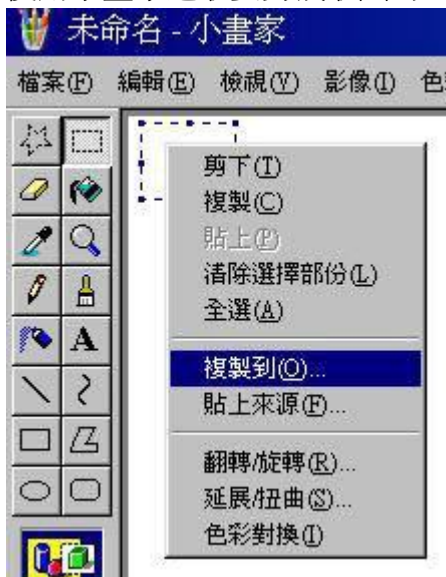 未命名 - 小畫家
檔案(F) 編輯(E) 檢視(V) 影像(I) 色
剪下(T)
複製(C)
貼上(P)
清除選擇部份(L)
全選(A)
複製到(O)...
貼上來源(F)...
翻轉/旋轉(R)...
延展/扭曲(S)...
色彩對換(I)
A